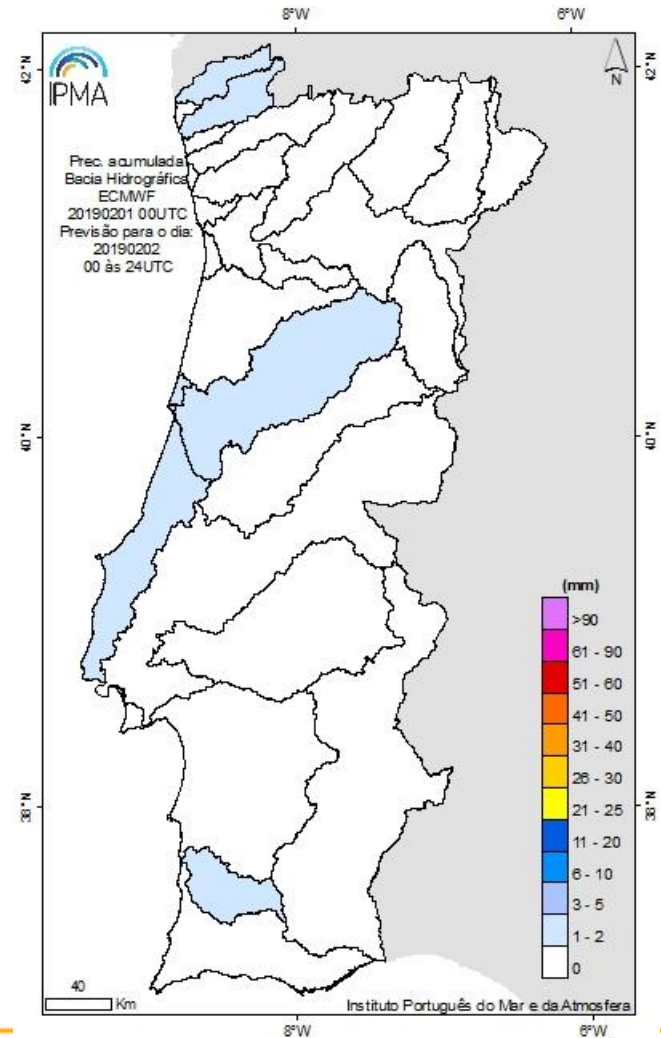 8°W 6°W
42°N 42°N
IPMA
N
Prec. acumulada
Bacia Hidrográfica
ECMWF
20190201 00UTC
Previsão para o dia:
20190202
00 às 24UTC
40°N 40°N
(mm)
>90
61 - 90
51 - 60
41 - 50
31 - 40
26 - 30
21 - 25
11 - 20
6 - 10
3 - 5
1 - 2
0
38°N 38°N
40
Km
Instituto Português do Mar e da Atmosfera
8°W 6°W